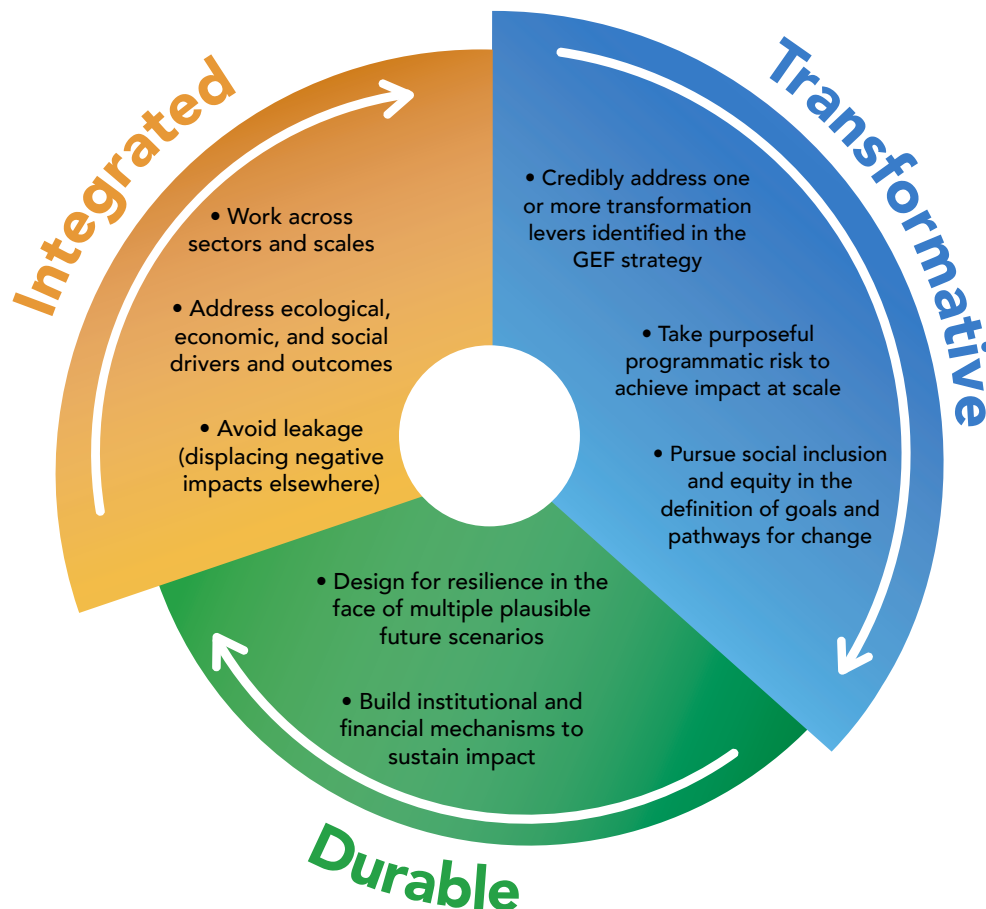 Integrated
• Work across
sectors and scales
• Address ecological,
economic, and social
drivers and outcomes
• Avoid leakage
(displacing negative
impacts elsewhere)
Transformative
• Credibly address one
or more transformation
levers identified in the
GEF strategy
• Take purposeful
programmatic risk to
achieve impact at scale
• Pursue social inclusion
and equity in the
definition of goals and
pathways for change
• Design for resilience in the
face of multiple plausible
future scenarios
• Build institutional and
financial mechanisms to
sustain impact
Durable